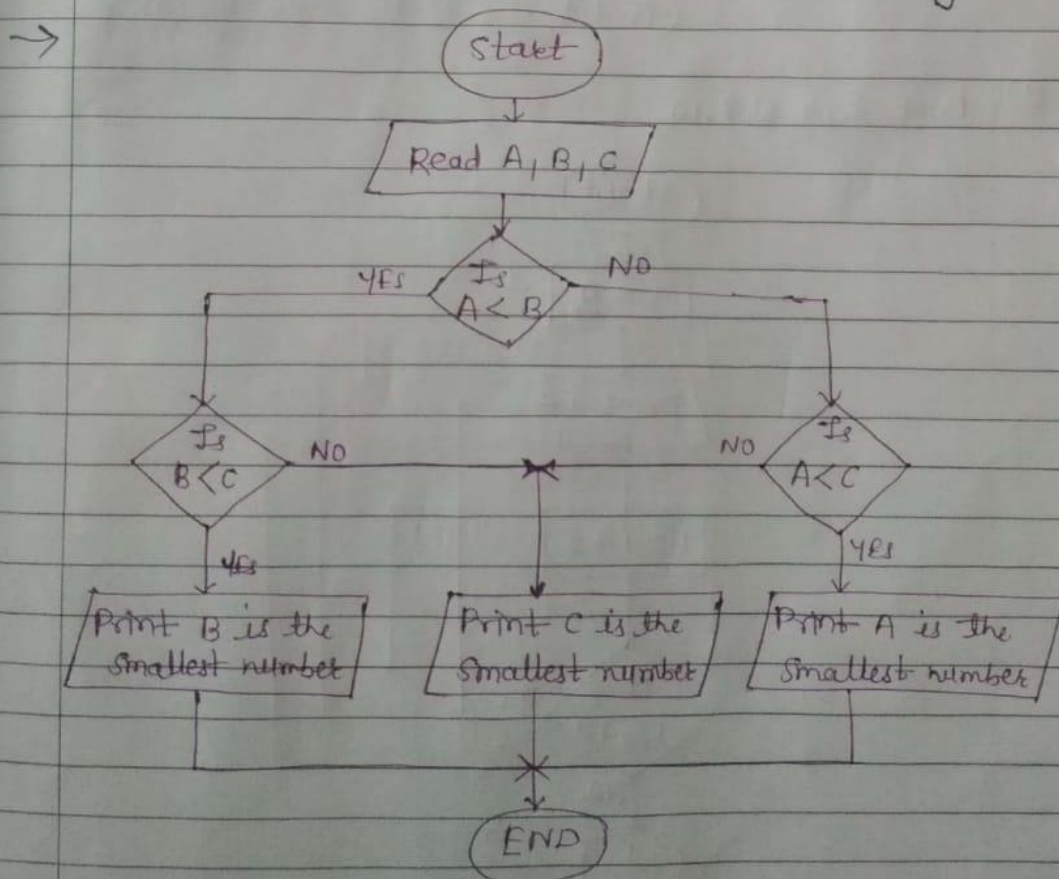 →
Start
Read A, B, C
Is
A < B
YES
NO
Is
B < C
NO
YES
Is
A < C
NO
YES
Print B is the
smallest number
Print C is the
smallest number
Print A is the
smallest number
END